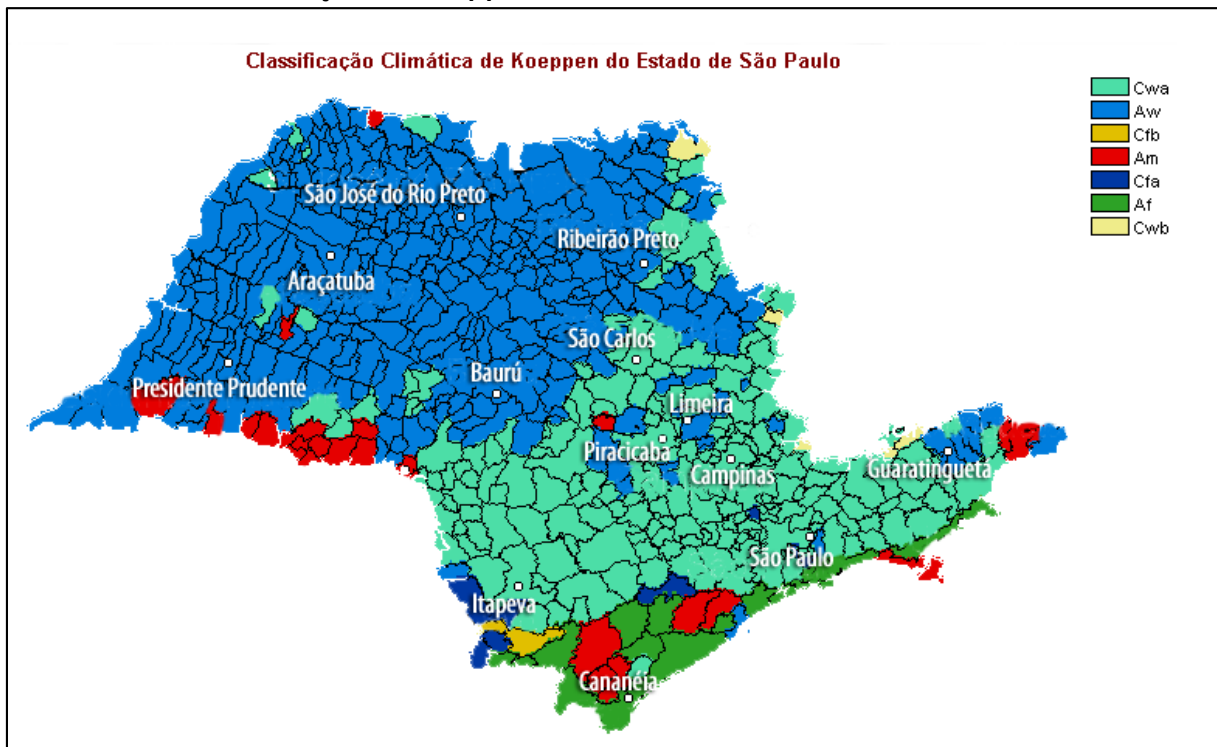 Classificação Climática de Koeppen do Estado de São Paulo
Cwa
Aw
Cfb
Am
Cfa
Af
Cwb
São José do Rio Preto
Ribeirão Preto
Araçatuba
São Carlos
Presidente Prudente
Baurú
Limeira
Piracicaba
Campinas
Guaratinguetá
São Paulo
Itapeva
Cananéia